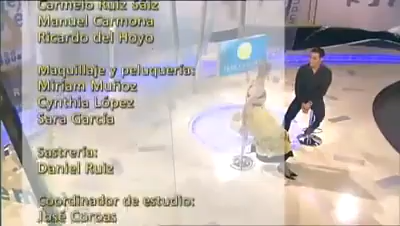 Carmelo Ruiz Sáiz
Manuel Carmona
Ricardo del Hoyo
Maquillaje y peluquería:
Miriam Muñoz
Cynthia López
Sara García
Sastrería:
Daniel Ruiz
Coordinador de estudio:
José Caroas